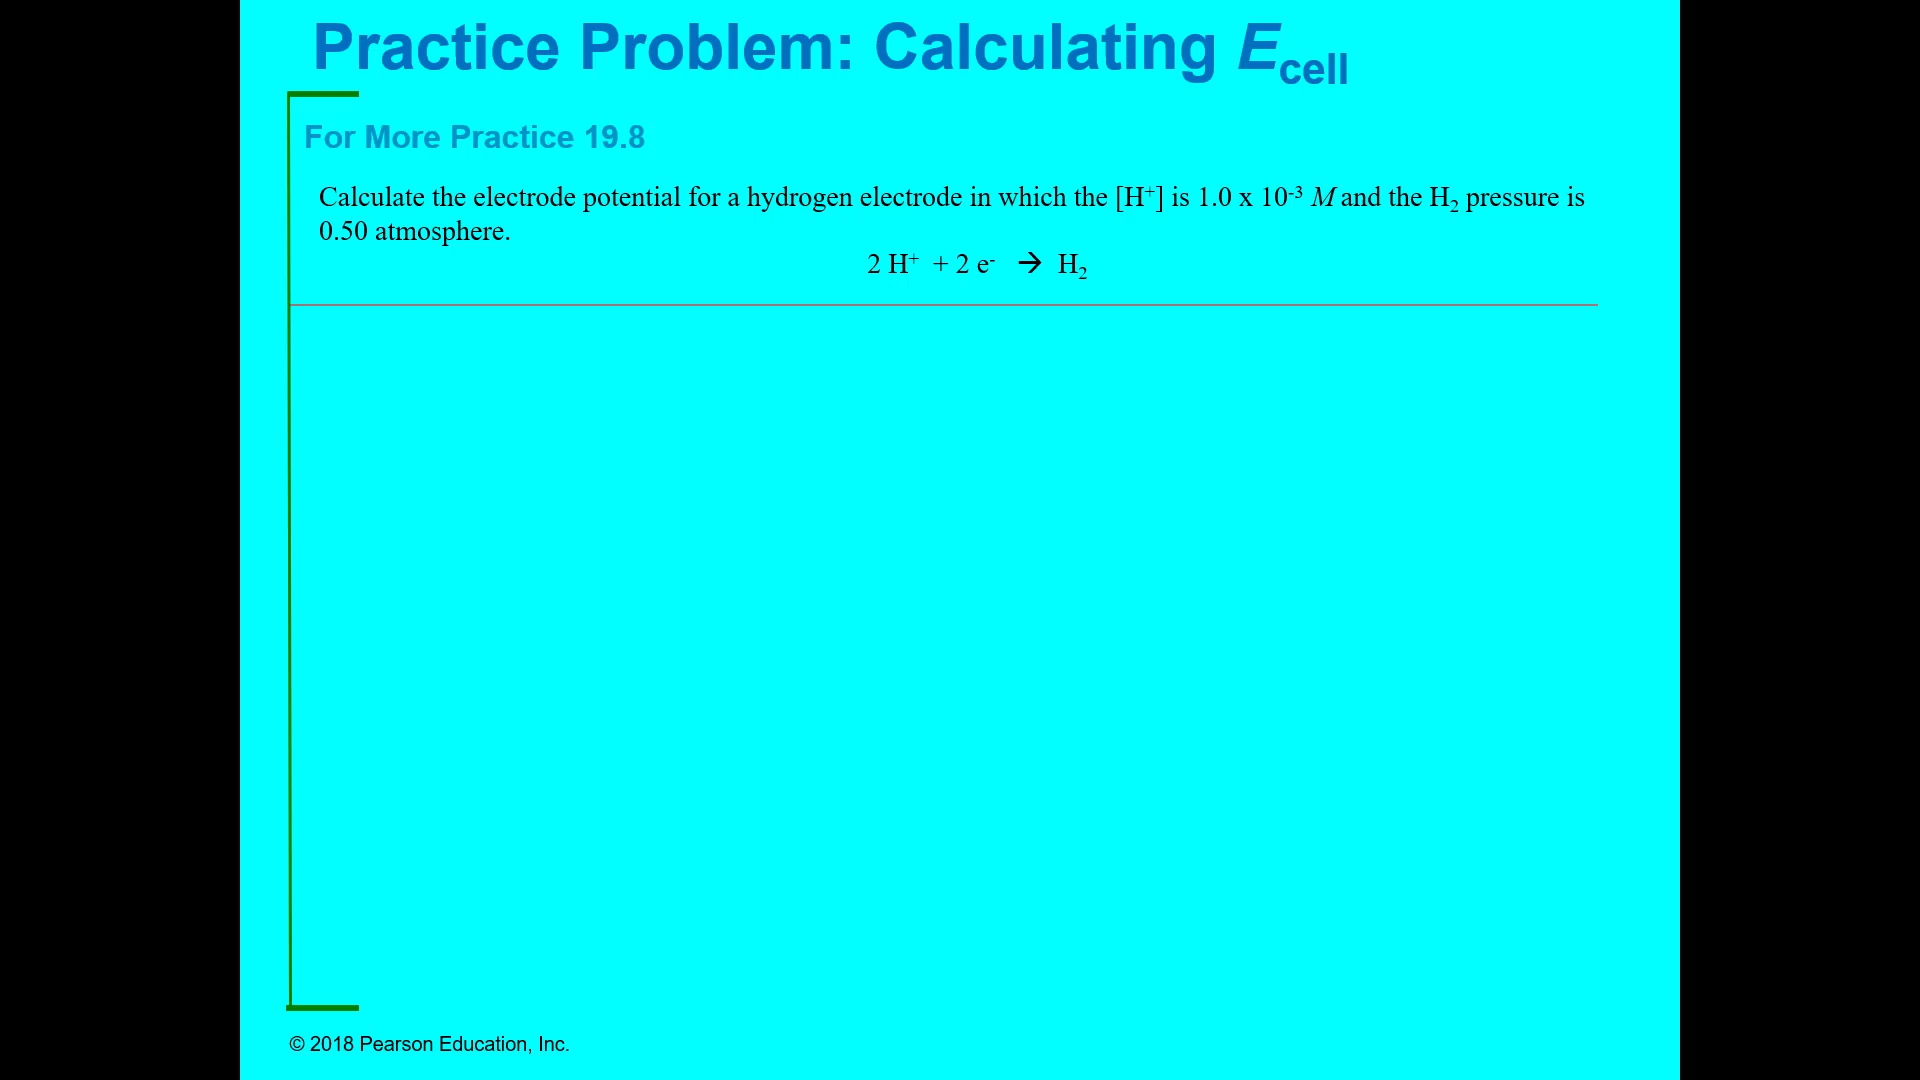 Practice Problem: Calculating E_cell
For More Practice 19.8
Calculate the electrode potential for a hydrogen electrode in which the [H⁺] is 1.0 x 10⁻³ M and the H₂ pressure is
0.50 atmosphere.
2 H⁺ + 2 e⁻ → H₂
© 2018 Pearson Education, Inc.